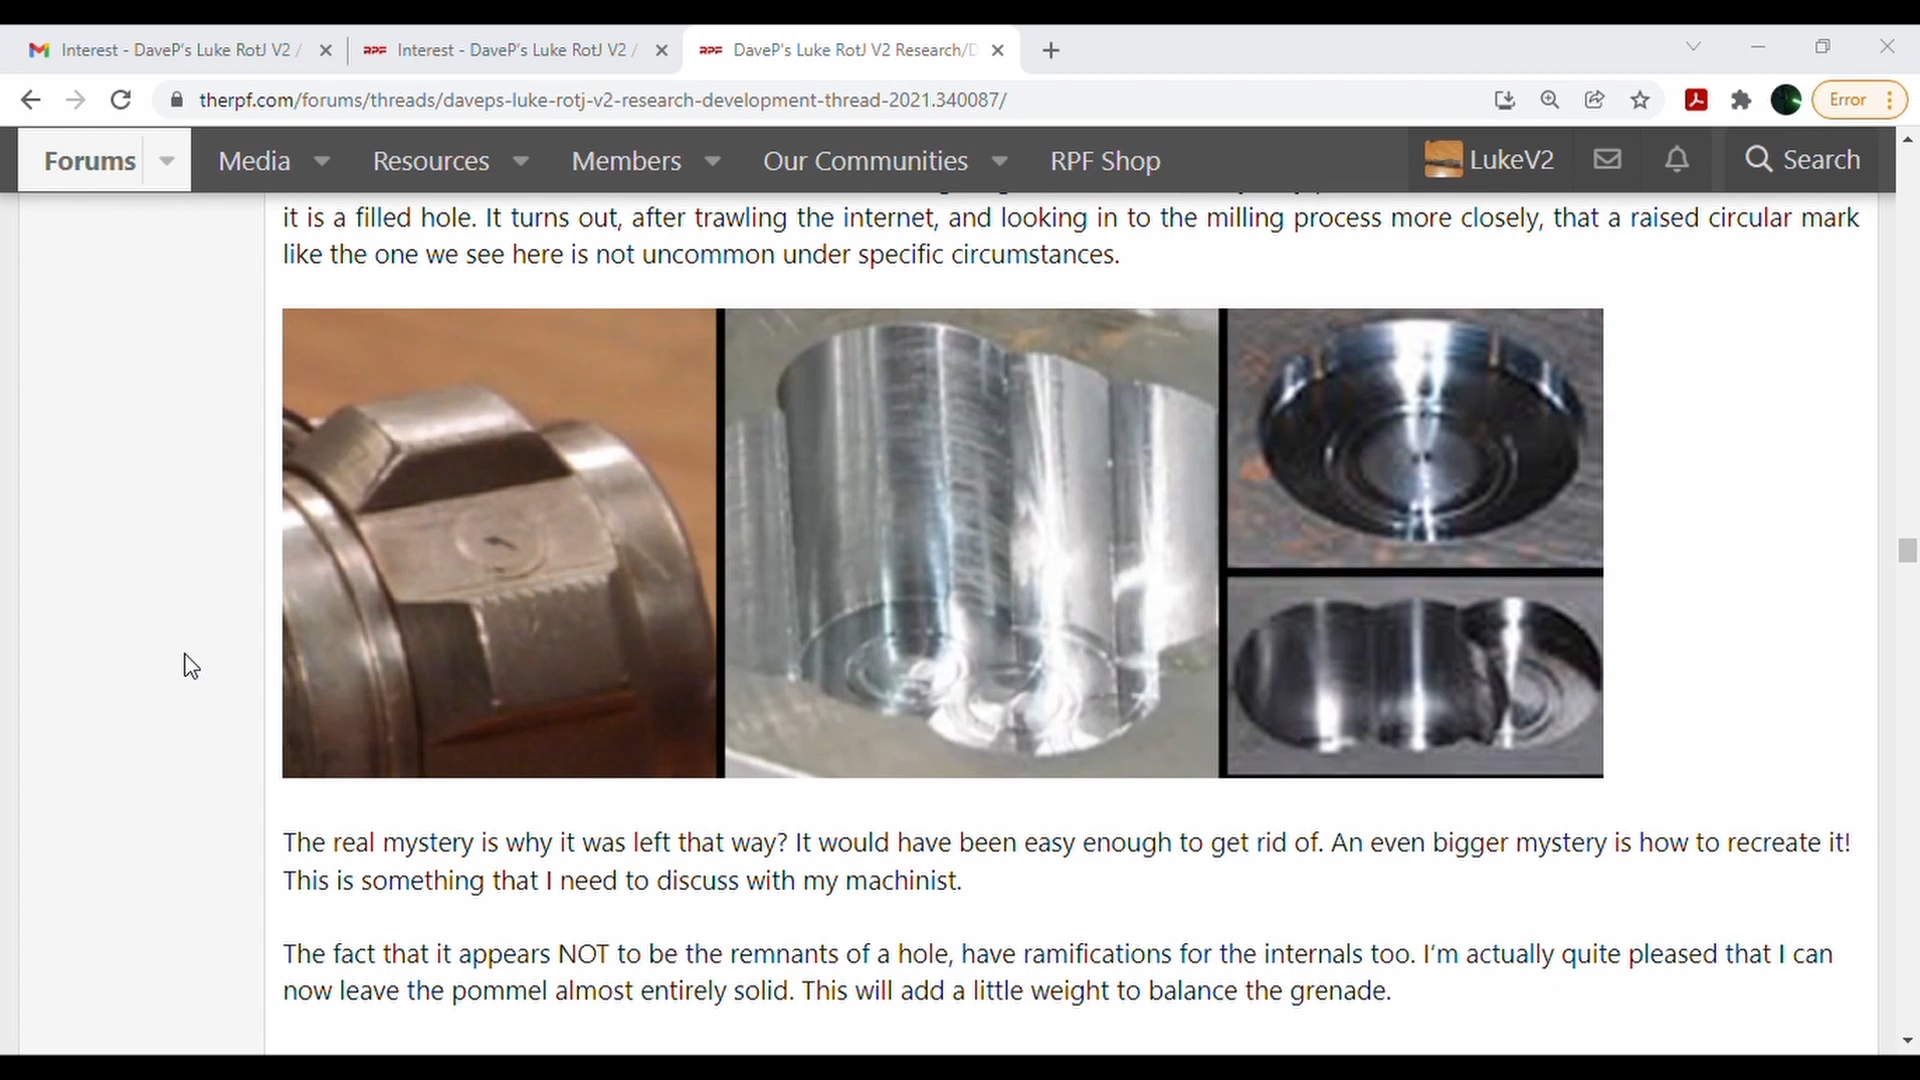 Interest - DaveP's Luke RotJ V2 /
Interest - DaveP's Luke RotJ V2 /
DaveP's Luke RotJ V2 Research/D
therpf.com/forums/threads/daveps-luke-rotj-v2-research-development-thread-2021.340087/
Error
Forums
Media
Resources
Members
Our Communities
RPF Shop
LukeV2
Search
it is a filled hole. It turns out, after trawling the internet, and looking in to the milling process more closely, that a raised circular mark
like the one we see here is not uncommon under specific circumstances.
The real mystery is why it was left that way? It would have been easy enough to get rid of. An even bigger mystery is how to recreate it!
This is something that I need to discuss with my machinist.
The fact that it appears NOT to be the remnants of a hole, have ramifications for the internals too. I'm actually quite pleased that I can
now leave the pommel almost entirely solid. This will add a little weight to balance the grenade.